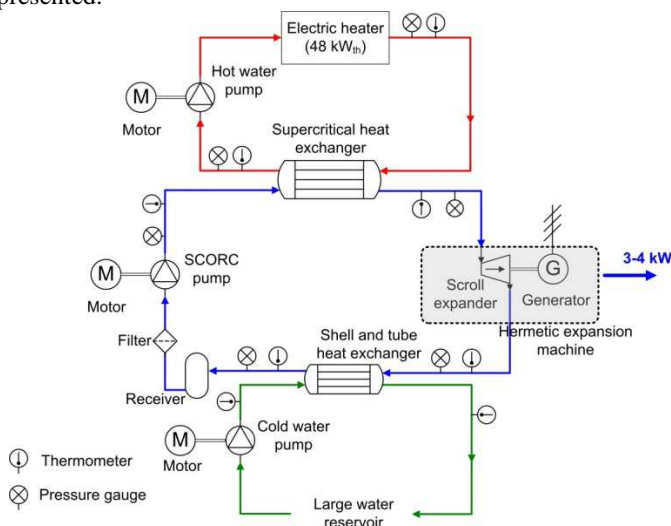 presented.
Electric heater
(48 kWth)
Hot water
pump
M
Motor
Supercritical heat
exchanger
SCORC
pump
M
Motor
Scroll
expander
G
Generator
3-4 kW
Hermetic expansion
machine
Filter
Shell and tube
heat exchanger
Receiver
Cold water
pump
M
Motor
Thermometer
Pressure gauge
Large water
reservoir